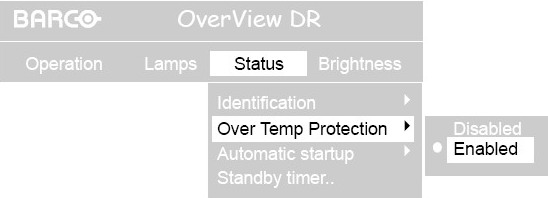 BARCO OverView DR
Operation Lamps Status Brightness
Identification
Over Temp Protection Disabled
Automatic startup Enabled
Standby timer..